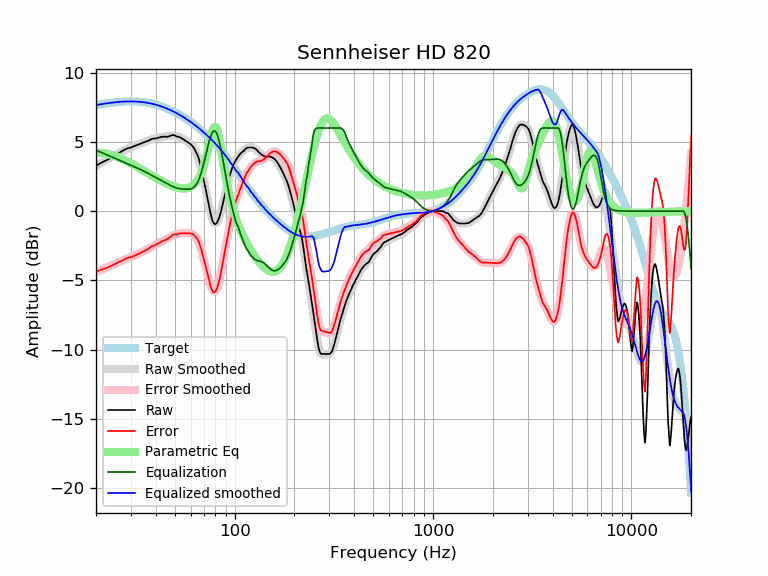 Sennheiser HD 820
10
5
0
−5
−10
−15
−20
Amplitude (dBr)
Target
Raw Smoothed
Error Smoothed
Raw
Error
Parametric Eq
Equalization
Equalized smoothed
100
1000
10000
Frequency (Hz)